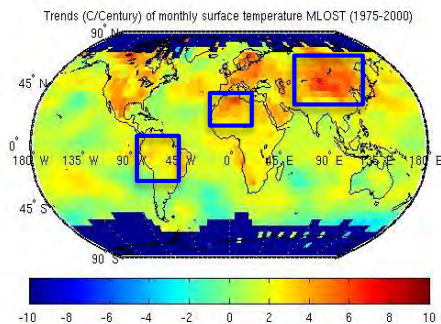 Trends (C/Century) of monthly surface temperature MLOST (1975-2000)
90° N
45° N
0°
180° W 135° W 90° W 45° W 0° E 45° E 90° E 135° E 180° E
45° S
90° S
-10 -8 -6 -4 -2 0 2 4 6 8 10